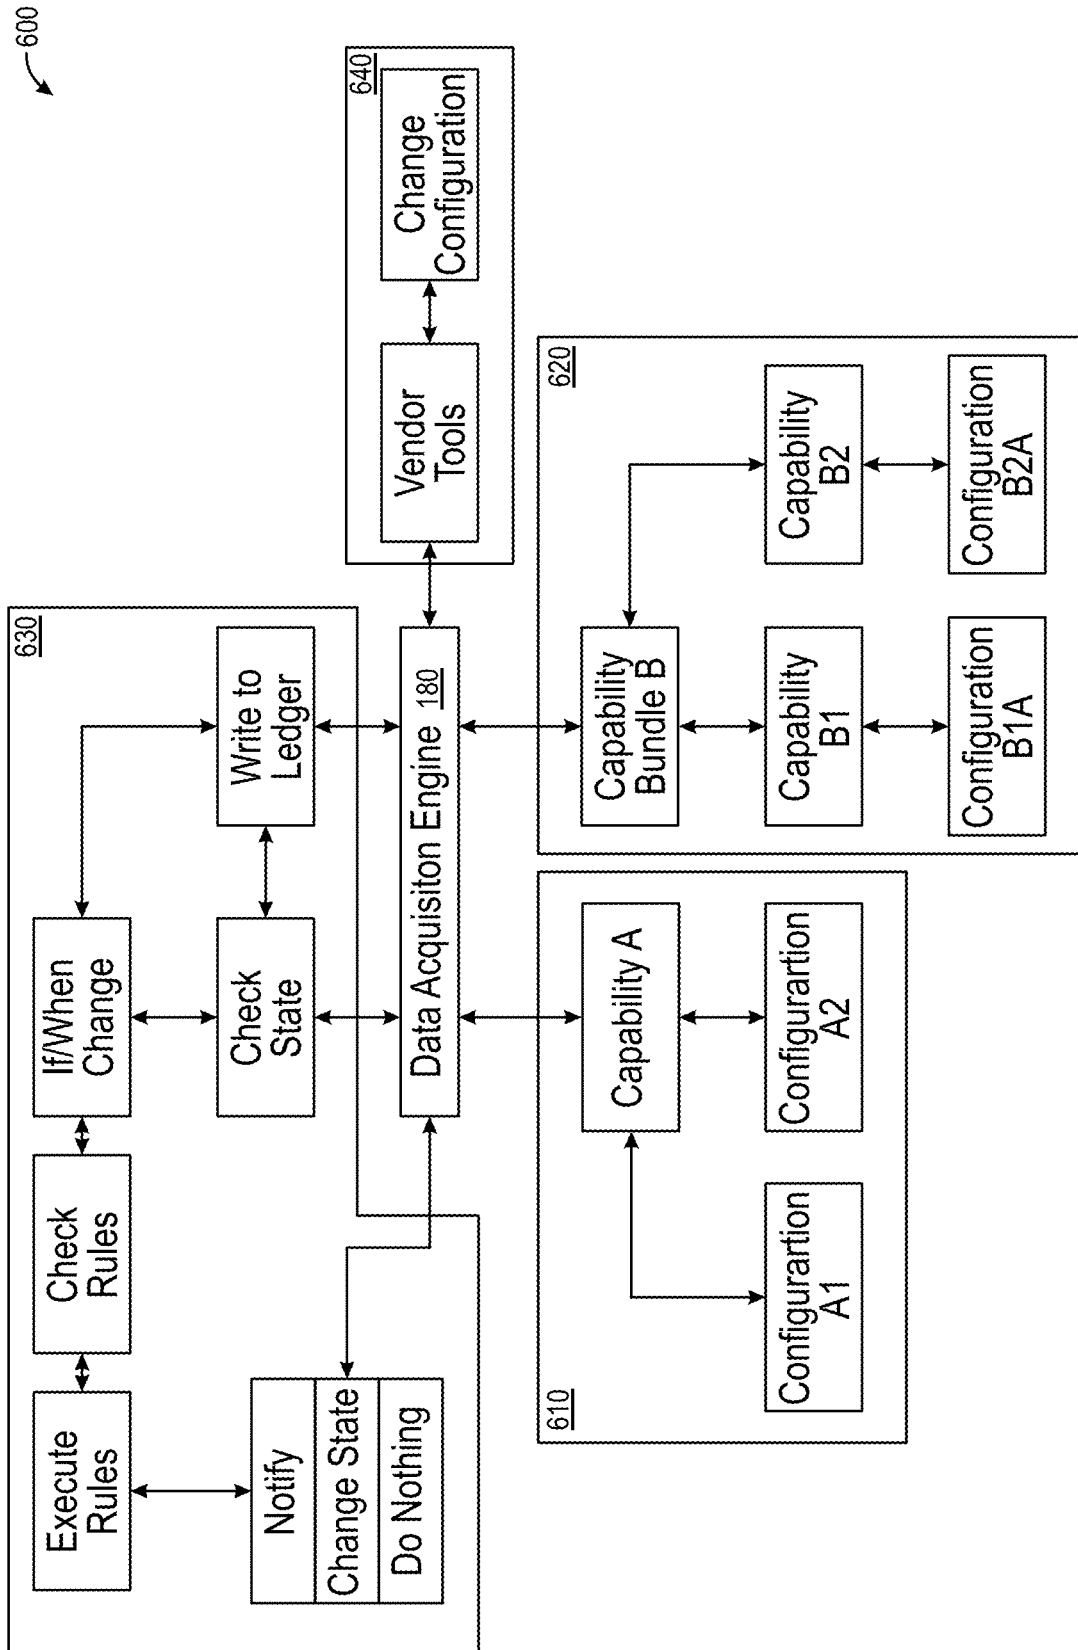 600
630
Execute
Rules
Check
Rules
If/When
Change
Notify
Change State
Do Nothing
Check
State
Write to
Ledger
640
Data Acquisiton Engine 180
Vendor
Tools
Change
Configuration
610
Capability A
Configurartion
A1
Configurartion
A2
620
Capability
Bundle B
Capability
B1
Capability
B2
Configuration
B1A
Configuration
B2A